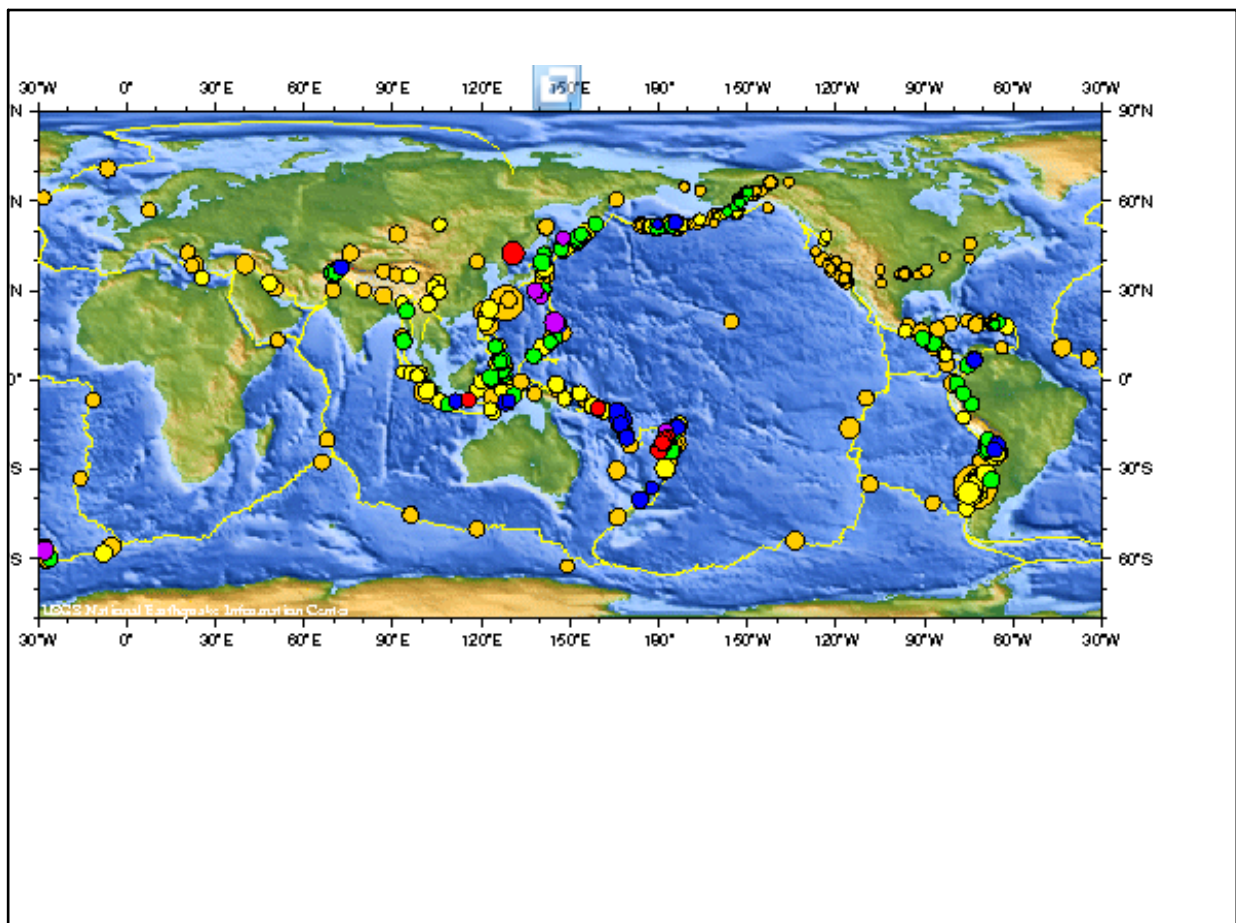 30°W 0° 30°E 60°E 90°E 120°E 150°E 180° 150°W 120°W 90°W 60°W 30°W
N 90°N
N 60°N
N 30°N
0° 0°
S 30°S
S 60°S
USGS National Earthquake Information Center
30°W 0° 30°E 60°E 90°E 120°E 150°E 180° 150°W 120°W 90°W 60°W 30°W